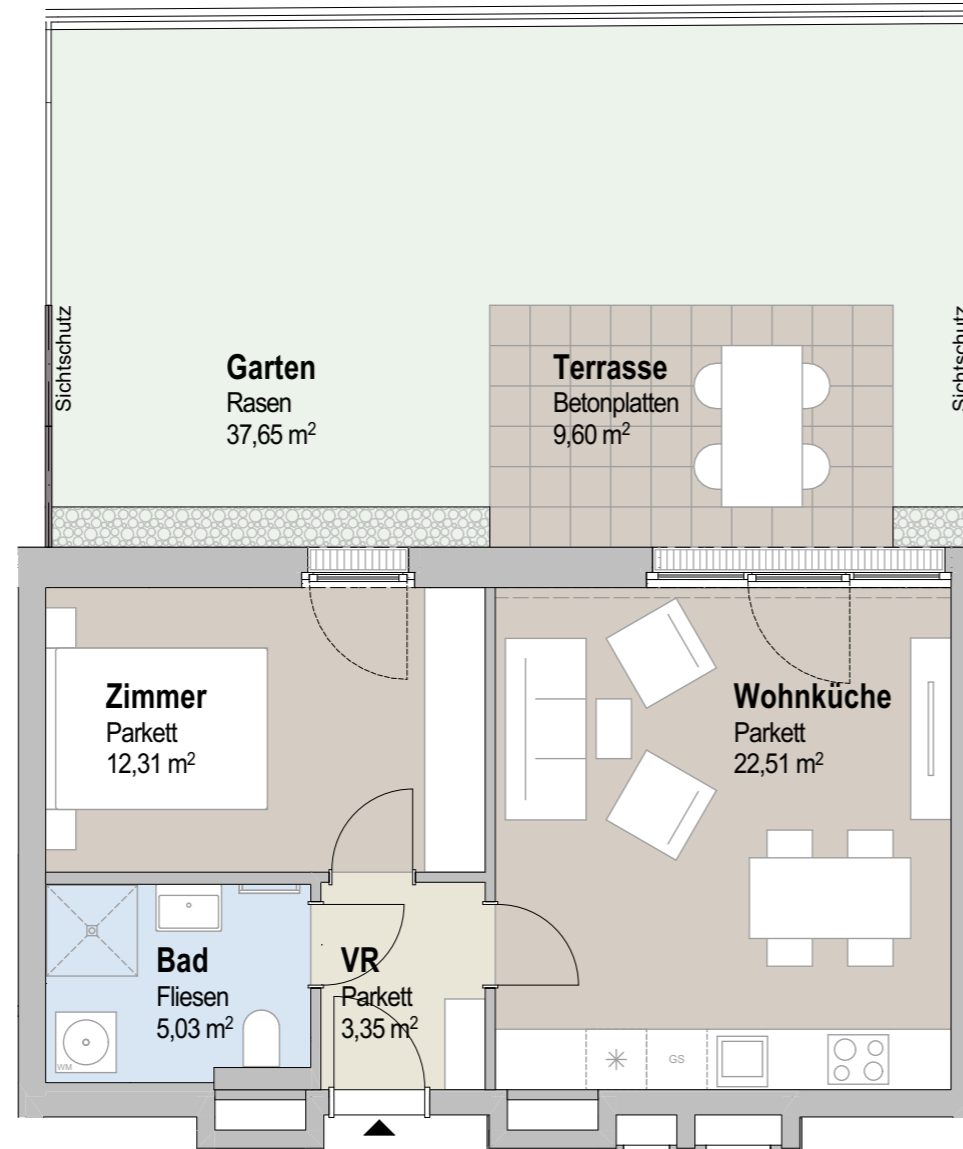 Sichtschutz
Garten
Rasen
37,65 m²
Terrasse
Betonplatten
9,60 m²
Sichtschutz
Zimmer
Parkett
12,31 m²
Wohnküche
Parkett
22,51 m²
Bad
Fliesen
5,03 m²
VR
Parkett
3,35 m²
WM
GS